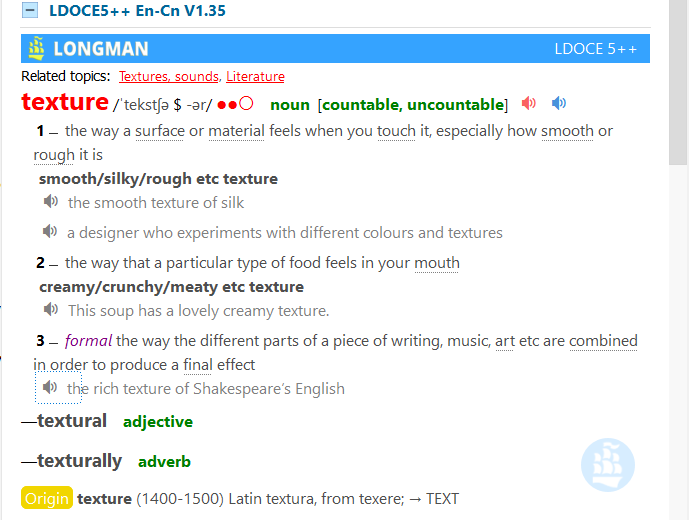 LDOCE5++ En-Cn V1.35
LONGMAN LDOCE 5++
Related topics: Textures, sounds, Literature
texture /ˈtekstʃə $ -ər/ ●●○ noun [countable, uncountable]
1 – the way a surface or material feels when you touch it, especially how smooth or
rough it is
smooth/silky/rough etc texture
the smooth texture of silk
a designer who experiments with different colours and textures
2 – the way that a particular type of food feels in your mouth
creamy/crunchy/meaty etc texture
This soup has a lovely creamy texture.
3 – formal the way the different parts of a piece of writing, music, art etc are combined
in order to produce a final effect
the rich texture of Shakespeare's English
—textural adjective
—texturally adverb
Origin texture (1400-1500) Latin textura, from texere; → TEXT